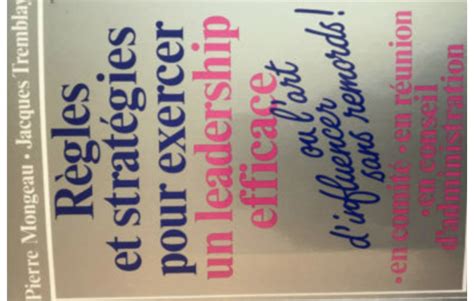 Pierre Mongeau • Jacques Tremblay
Règles
et stratégies
pour exercer
un leadership
efficace
ou l'art
d'influencer
sans remords!
• en comité • en réunion
• en conseil
d'administration